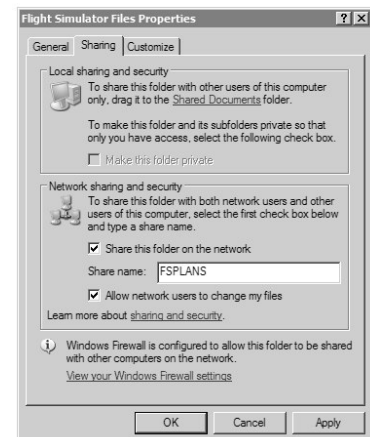 Flight Simulator Files Properties
General Sharing Customize
Local sharing and security
To share this folder with other users of this computer
only, drag it to the Shared Documents folder.
To make this folder and its subfolders private so that
only you have access, select the following check box.
Make this folder private
Network sharing and security
To share this folder with both network users and other
users of this computer, select the first check box below
and type a share name.
Share this folder on the network
Share name: FSPLANS
Allow network users to change my files
Learn more about sharing and security.
Windows Firewall is configured to allow this folder to be shared
with other computers on the network.
View your Windows Firewall settings
OK Cancel Apply